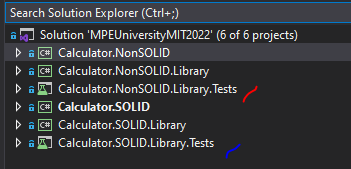 Search Solution Explorer (Ctrl+;)
Solution 'MPEUniversityMIT2022' (6 of 6 projects)
C# Calculator.NonSOLID
C# Calculator.NonSOLID.Library
Calculator.NonSOLID.Library.Tests
C# Calculator.SOLID
C# Calculator.SOLID.Library
Calculator.SOLID.Library.Tests